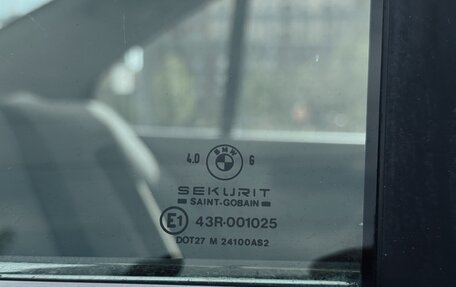 4.0 BMW 6
SEKURIT
SAINT-GOBAIN
E1 43R-001025
DOT27 M 24100AS2